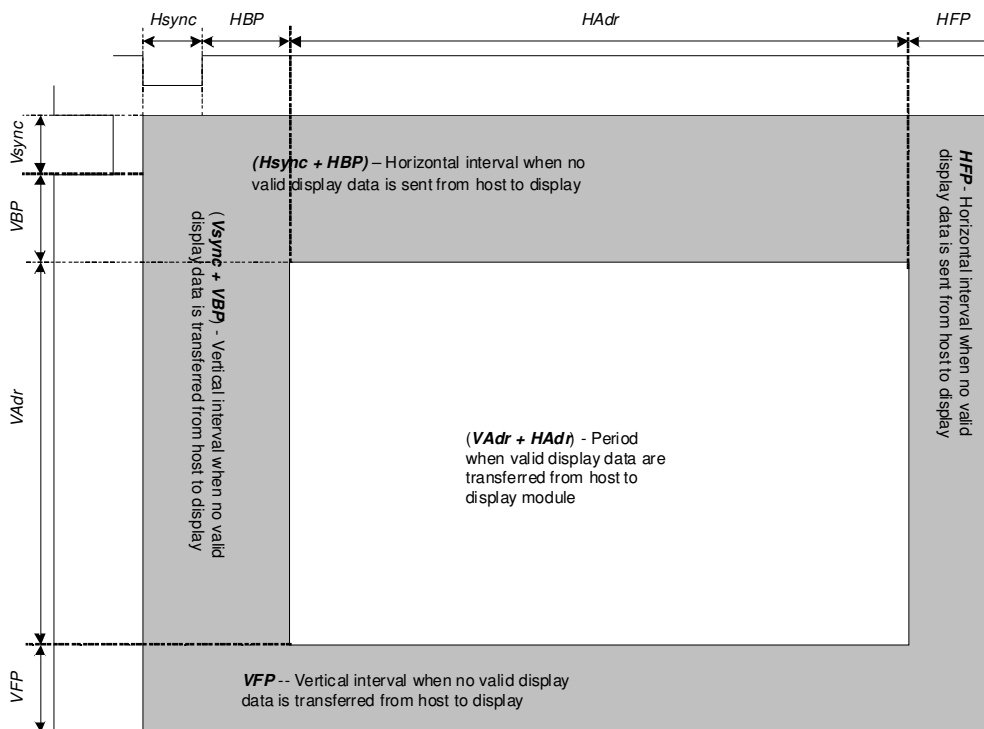 Hsync HBP HAdr HFP
Vsync
VBP
VAdr
VFP
(Hsync + HBP) – Horizontal interval when no
valid display data is sent from host to display
(Vsync + VBP) - Vertical interval when no valid
display data is transferred from host to display
HFP - Horizontal interval when no valid
display data is sent from host to display
(VAdr + HAdr) - Period
when valid display data are
transferred from host to
display module
VFP -- Vertical interval when no valid display
data is transferred from host to display